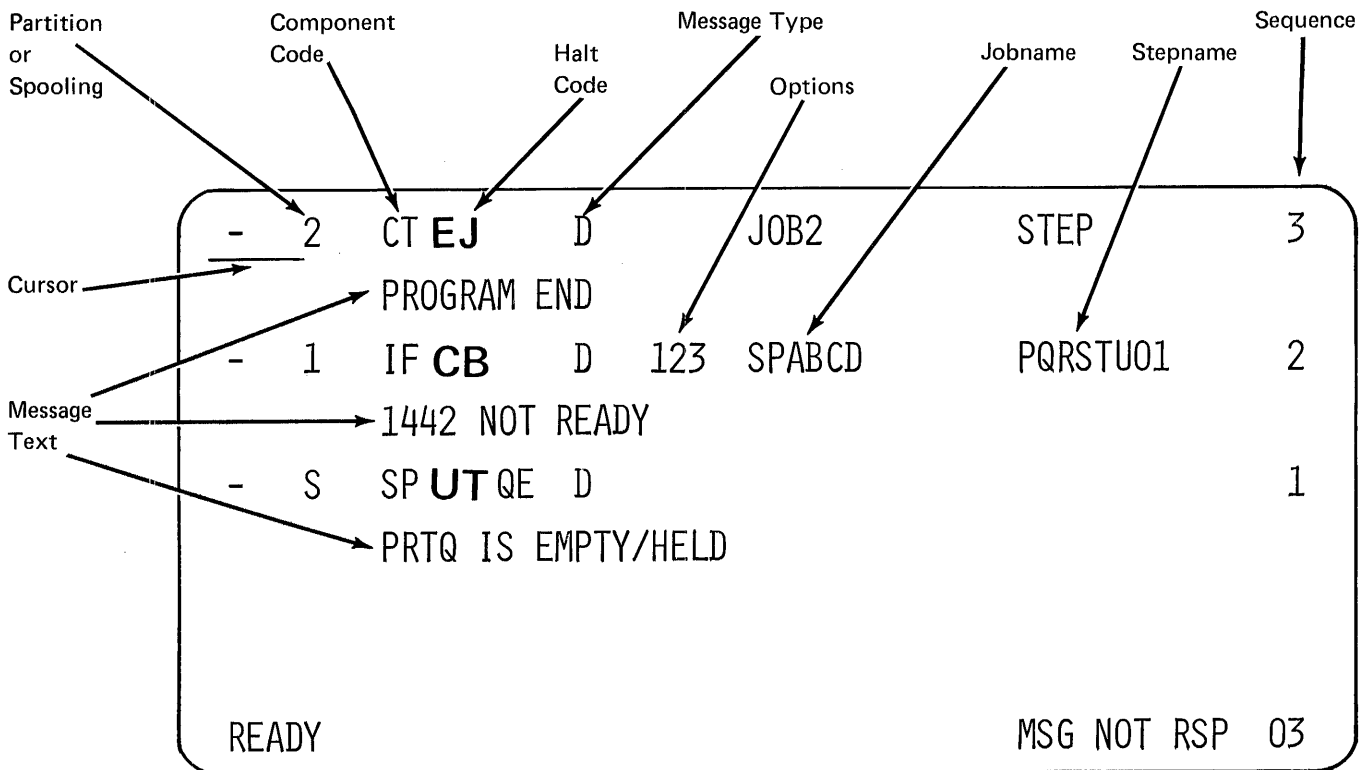 Partition
or
Spooling
Component
Code
Halt
Code
Message Type
Options
Jobname
Stepname
Sequence
- 2 CT EJ D JOB2 STEP 3
Cursor
PROGRAM END
- 1 IF CB D 123 SPABCD PQRSTU01 2
Message
Text
1442 NOT READY
- S SP UT QE D 1
PRTQ IS EMPTY/HELD
READY MSG NOT RSP 03